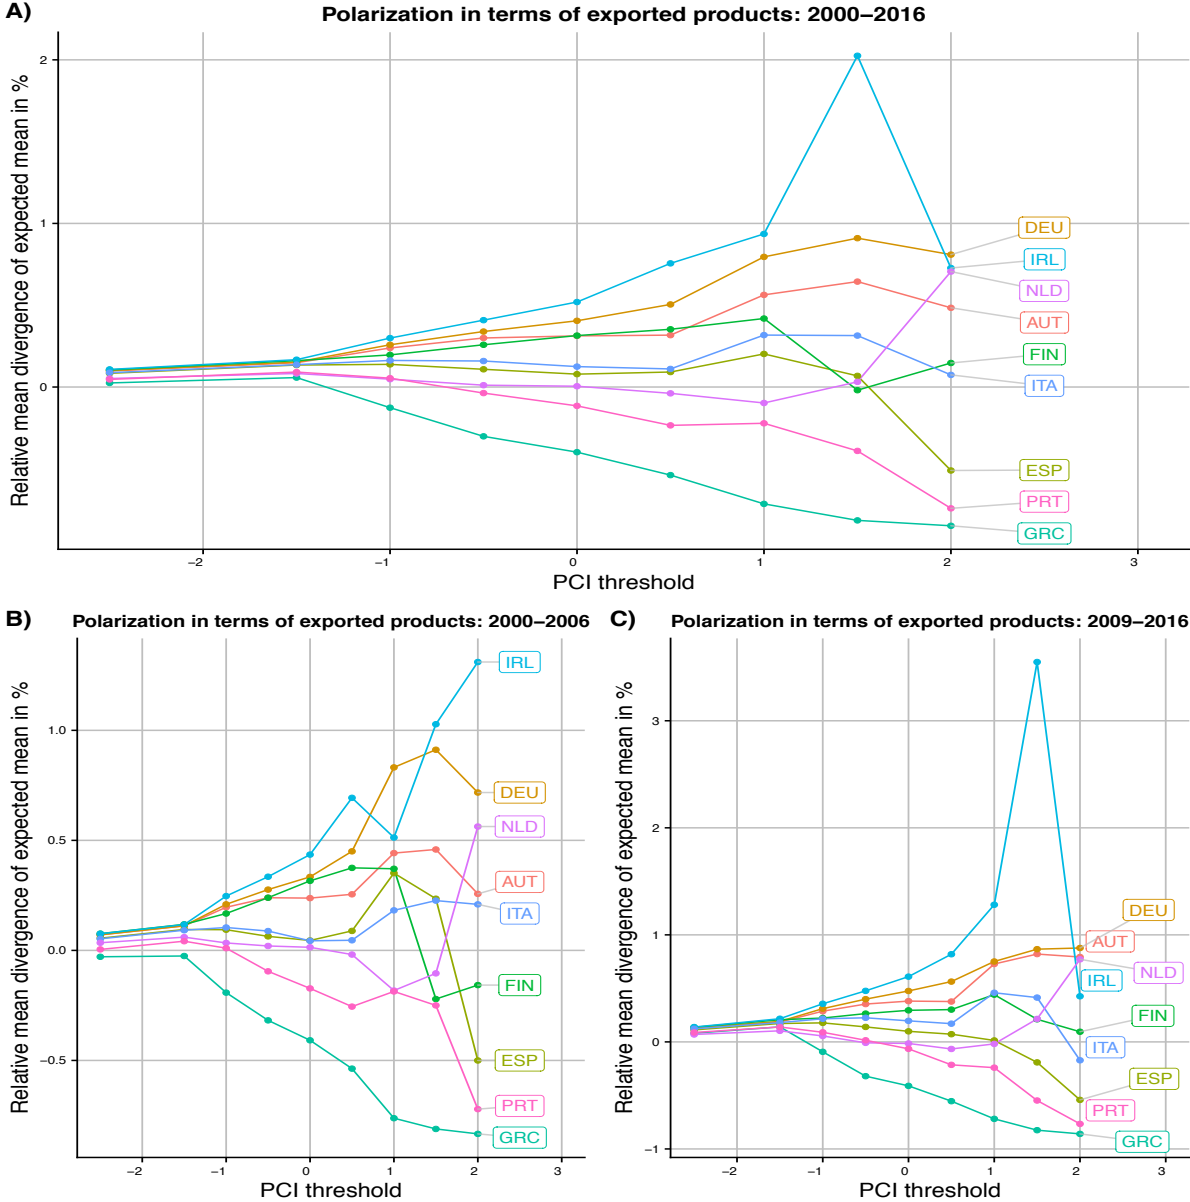 A)
Polarization in terms of exported products: 2000−2016
Relative mean divergence of expected mean in %
2
1
0
DEU
IRL
NLD
AUT
FIN
ITA
ESP
PRT
GRC
−2
−1
0
1
2
3
PCI threshold
B)
Polarization in terms of exported products: 2000−2006
Relative mean divergence of expected mean in %
1.0
0.5
0.0
−0.5
IRL
DEU
NLD
AUT
ITA
FIN
ESP
PRT
GRC
−2
−1
0
1
2
3
PCI threshold
C)
Polarization in terms of exported products: 2009−2016
Relative mean divergence of expected mean in %
3
2
1
0
−1
DEU
AUT
NLD
IRL
FIN
ITA
ESP
PRT
GRC
−2
−1
0
1
2
3
PCI threshold